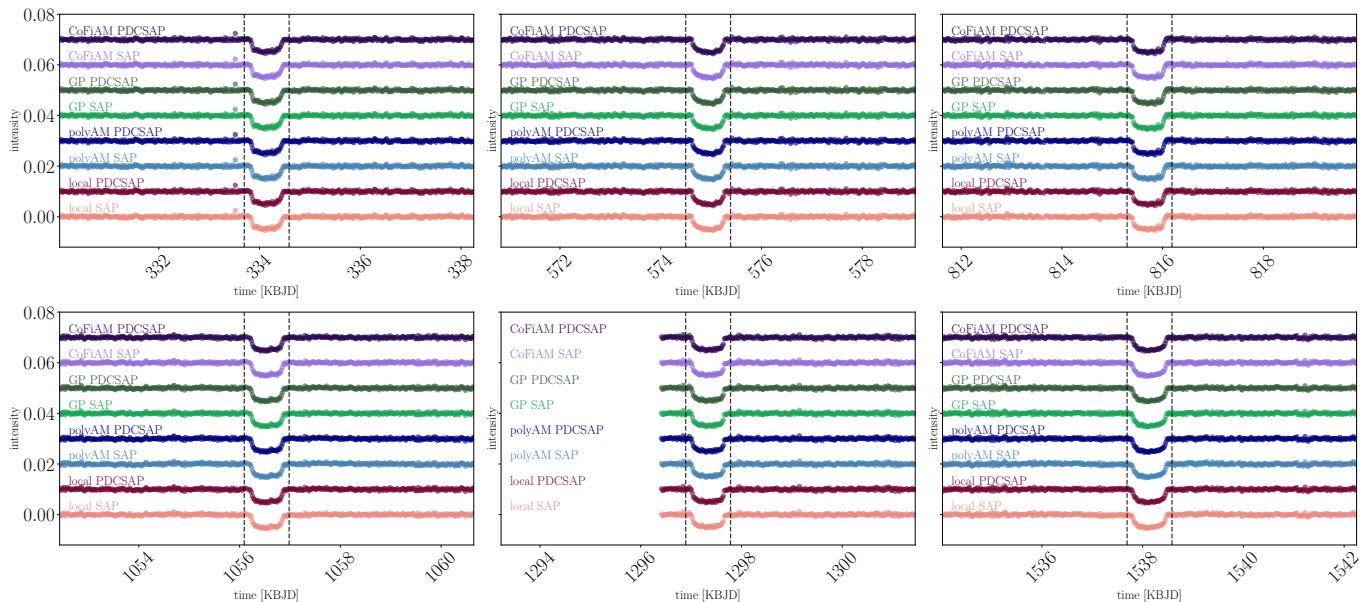 0.08
0.06
0.04
0.02
0.00
intensity
CoFiAM PDCSAP
CoFiAM SAP
GP PDCSAP
GP SAP
polyAM PDCSAP
polyAM SAP
local PDCSAP
local SAP
332
334
336
338
time [KBJD]
intensity
CoFiAM PDCSAP
CoFiAM SAP
GP PDCSAP
GP SAP
polyAM PDCSAP
polyAM SAP
local PDCSAP
local SAP
572
574
576
578
time [KBJD]
intensity
CoFiAM PDCSAP
CoFiAM SAP
GP PDCSAP
GP SAP
polyAM PDCSAP
polyAM SAP
local PDCSAP
local SAP
812
814
816
818
time [KBJD]
0.08
0.06
0.04
0.02
0.00
intensity
CoFiAM PDCSAP
CoFiAM SAP
GP PDCSAP
GP SAP
polyAM PDCSAP
polyAM SAP
local PDCSAP
local SAP
1054
1056
1058
1060
time [KBJD]
intensity
CoFiAM PDCSAP
CoFiAM SAP
GP PDCSAP
GP SAP
polyAM PDCSAP
polyAM SAP
local PDCSAP
local SAP
1294
1296
1298
1300
time [KBJD]
intensity
CoFiAM PDCSAP
CoFiAM SAP
GP PDCSAP
GP SAP
polyAM PDCSAP
polyAM SAP
local PDCSAP
local SAP
1536
1538
1540
1542
time [KBJD]